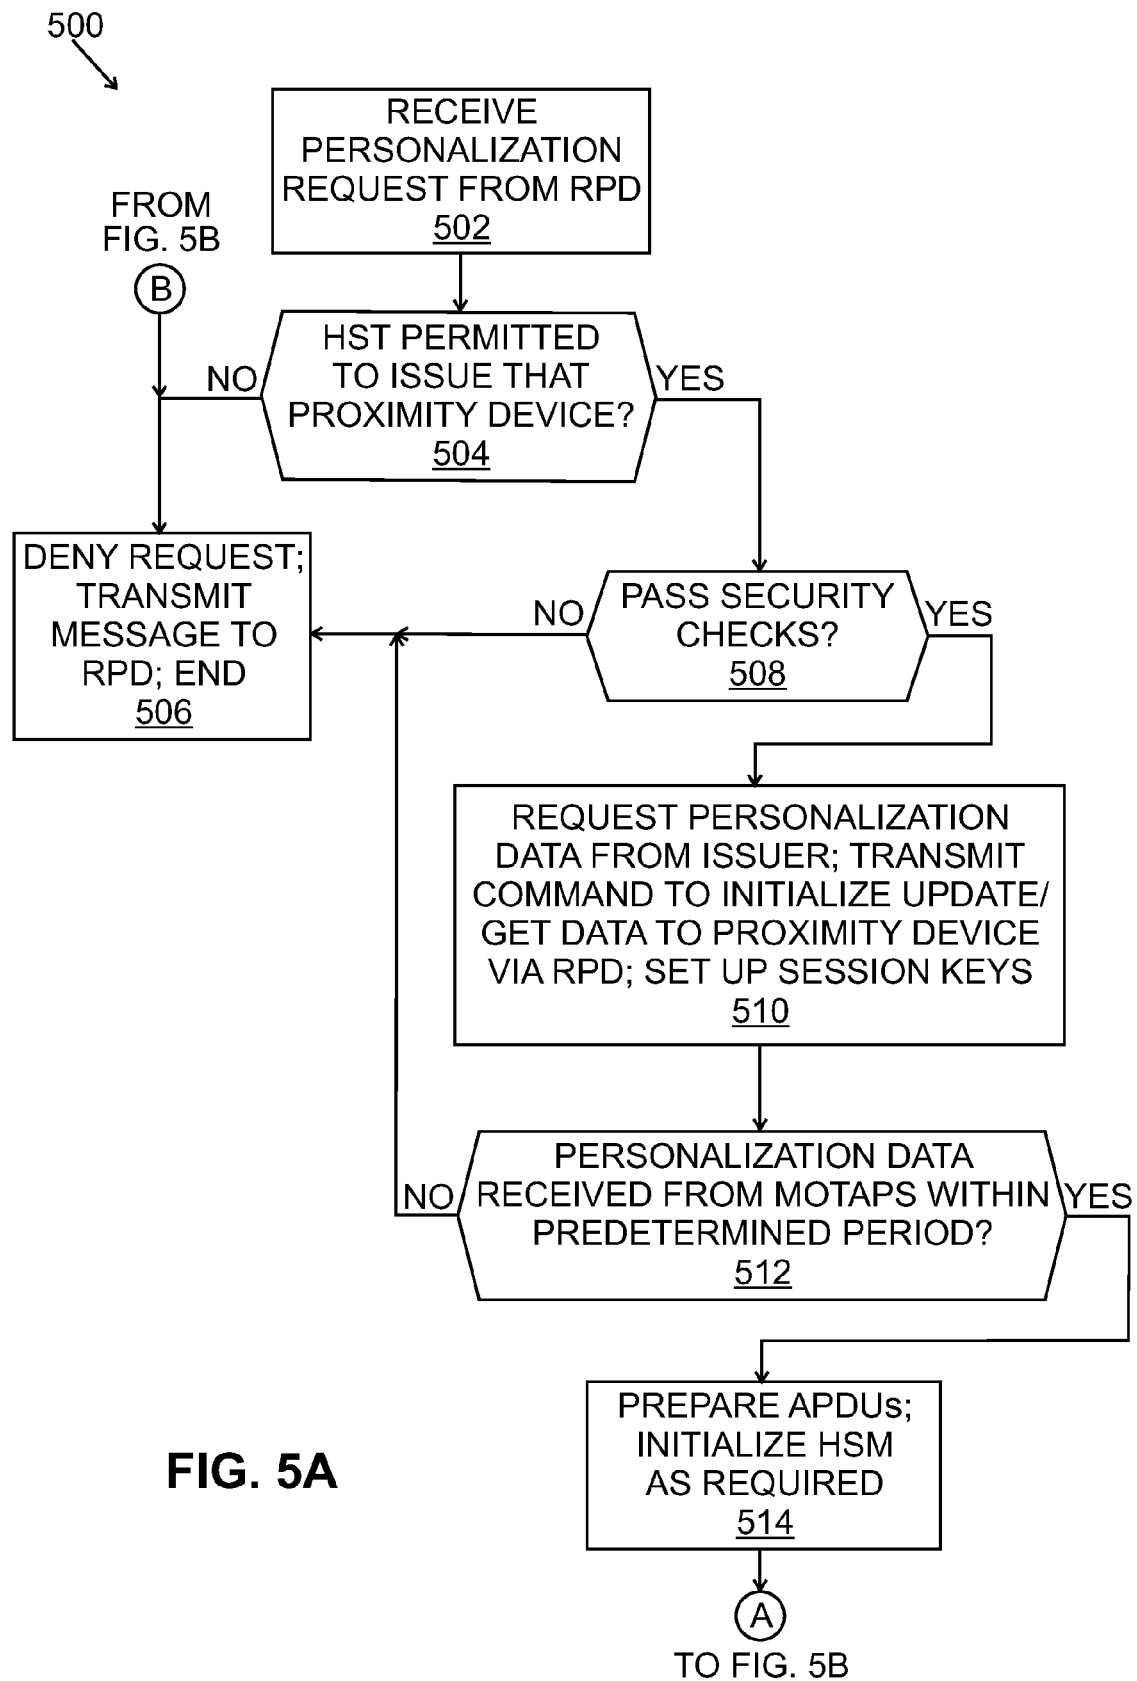 500
RECEIVE
PERSONALIZATION
REQUEST FROM RPD
502
FROM
FIG. 5B
B
HST PERMITTED
TO ISSUE THAT
PROXIMITY DEVICE?
504
NO
YES
DENY REQUEST;
TRANSMIT
MESSAGE TO
RPD; END
506
NO
PASS SECURITY
CHECKS?
508
YES
REQUEST PERSONALIZATION
DATA FROM ISSUER; TRANSMIT
COMMAND TO INITIALIZE UPDATE/
GET DATA TO PROXIMITY DEVICE
VIA RPD; SET UP SESSION KEYS
510
NO
PERSONALIZATION DATA
RECEIVED FROM MOTAPS WITHIN
PREDETERMINED PERIOD?
512
YES
PREPARE APDUs;
INITIALIZE HSM
AS REQUIRED
514
FIG. 5A
A
TO FIG. 5B